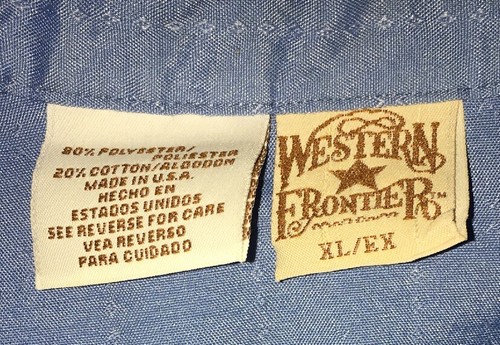 80% POLYESTER/
POLIESTER
20% COTTON/ALGODON
MADE IN U.S.A.
HECHO EN
ESTADOS UNIDOS
SEE REVERSE FOR CARE
VEA REVERSO
PARA CUIDADO
WESTERN
FRONTIER
XL/EX